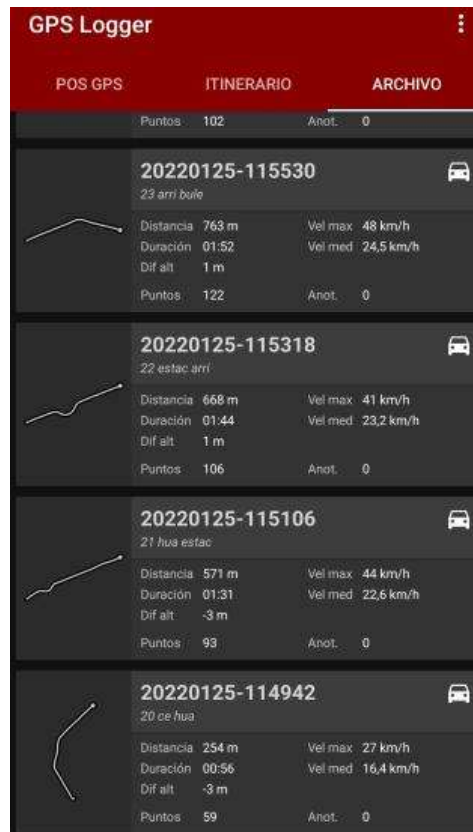 GPS Logger
POS GPS ITINERARIO ARCHIVO
Puntos 102 Anot. 0
20220125-115530
23 arri bule
Distancia 763 m Vel max 48 km/h
Duración 01:52 Vel med 24,5 km/h
Dif alt 1 m
Puntos 122 Anot. 0
20220125-115318
22 estac arri
Distancia 668 m Vel max 41 km/h
Duración 01:44 Vel med 23,2 km/h
Dif alt 1 m
Puntos 106 Anot. 0
20220125-115106
21 hua estac
Distancia 571 m Vel max 44 km/h
Duración 01:31 Vel med 22,6 km/h
Dif alt -3 m
Puntos 93 Anot. 0
20220125-114942
20 ce hua
Distancia 254 m Vel max 27 km/h
Duración 00:56 Vel med 16,4 km/h
Dif alt -3 m
Puntos 59 Anot. 0